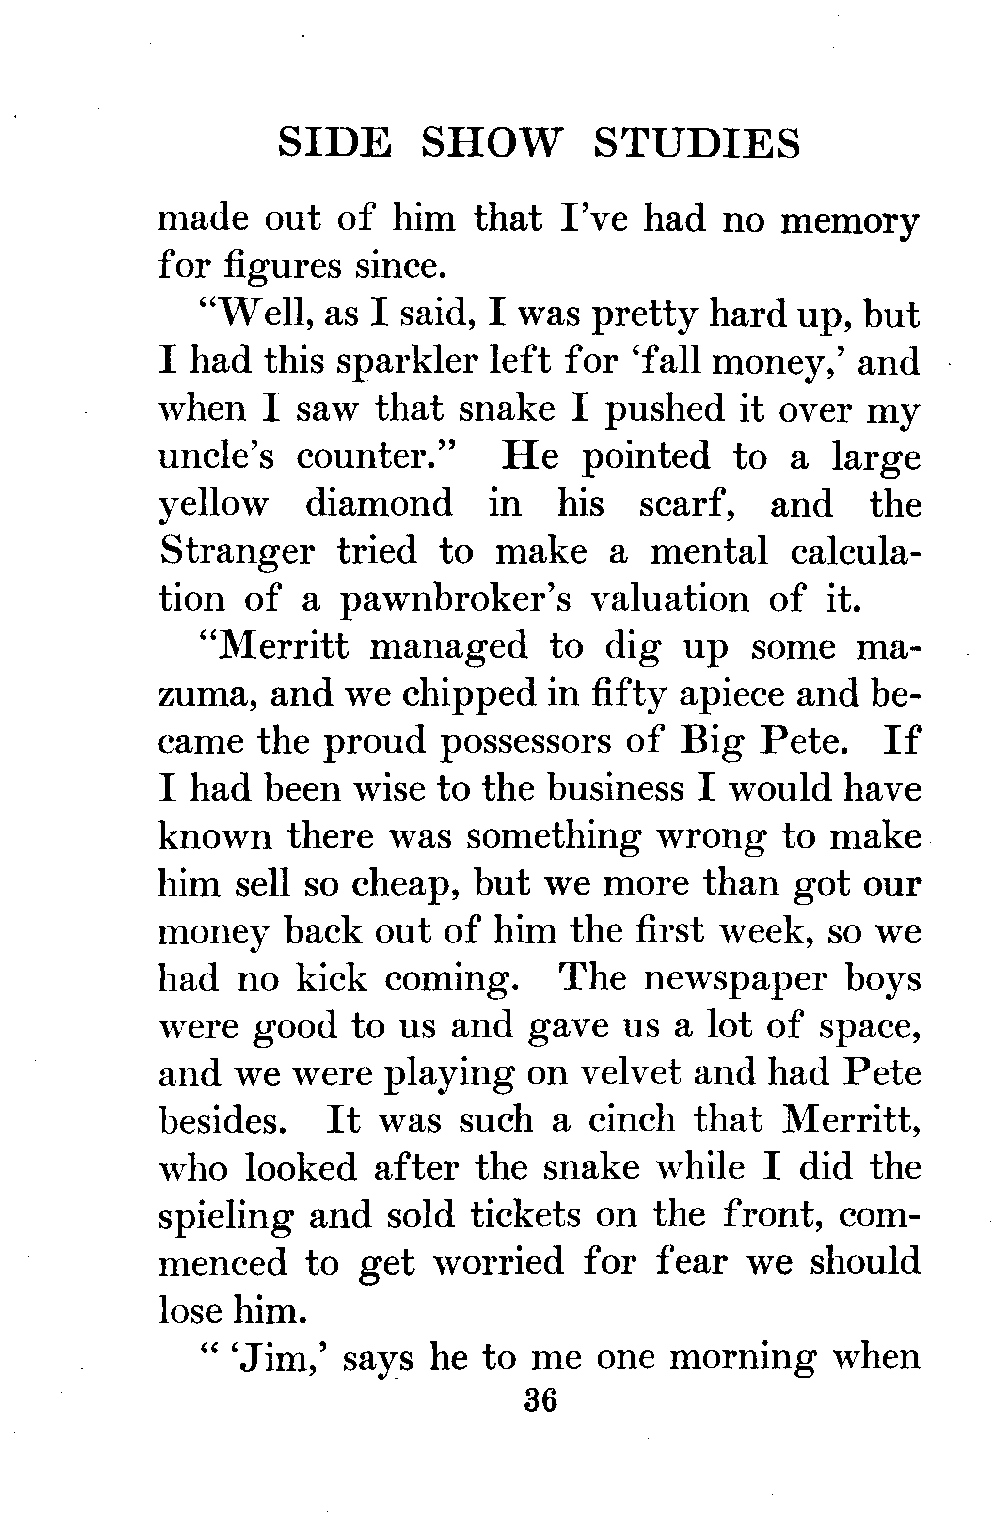 SIDE SHOW STUDIES
made out of him that I've had no memory
for figures since.
“Well, as I said, I was pretty hard up, but
I had this sparkler left for ‘fall money,’ and
when I saw that snake I pushed it over my
uncle's counter.” He pointed to a large
yellow diamond in his scarf, and the
Stranger tried to make a mental calcula-
tion of a pawnbroker's valuation of it.
“Merritt managed to dig up some ma-
zuma, and we chipped in fifty apiece and be-
came the proud possessors of Big Pete. If
I had been wise to the business I would have
known there was something wrong to make
him sell so cheap, but we more than got our
money back out of him the first week, so we
had no kick coming. The newspaper boys
were good to us and gave us a lot of space,
and we were playing on velvet and had Pete
besides. It was such a cinch that Merritt,
who looked after the snake while I did the
spieling and sold tickets on the front, com-
menced to get worried for fear we should
lose him.
“ ‘Jim,’ says he to me one morning when
36